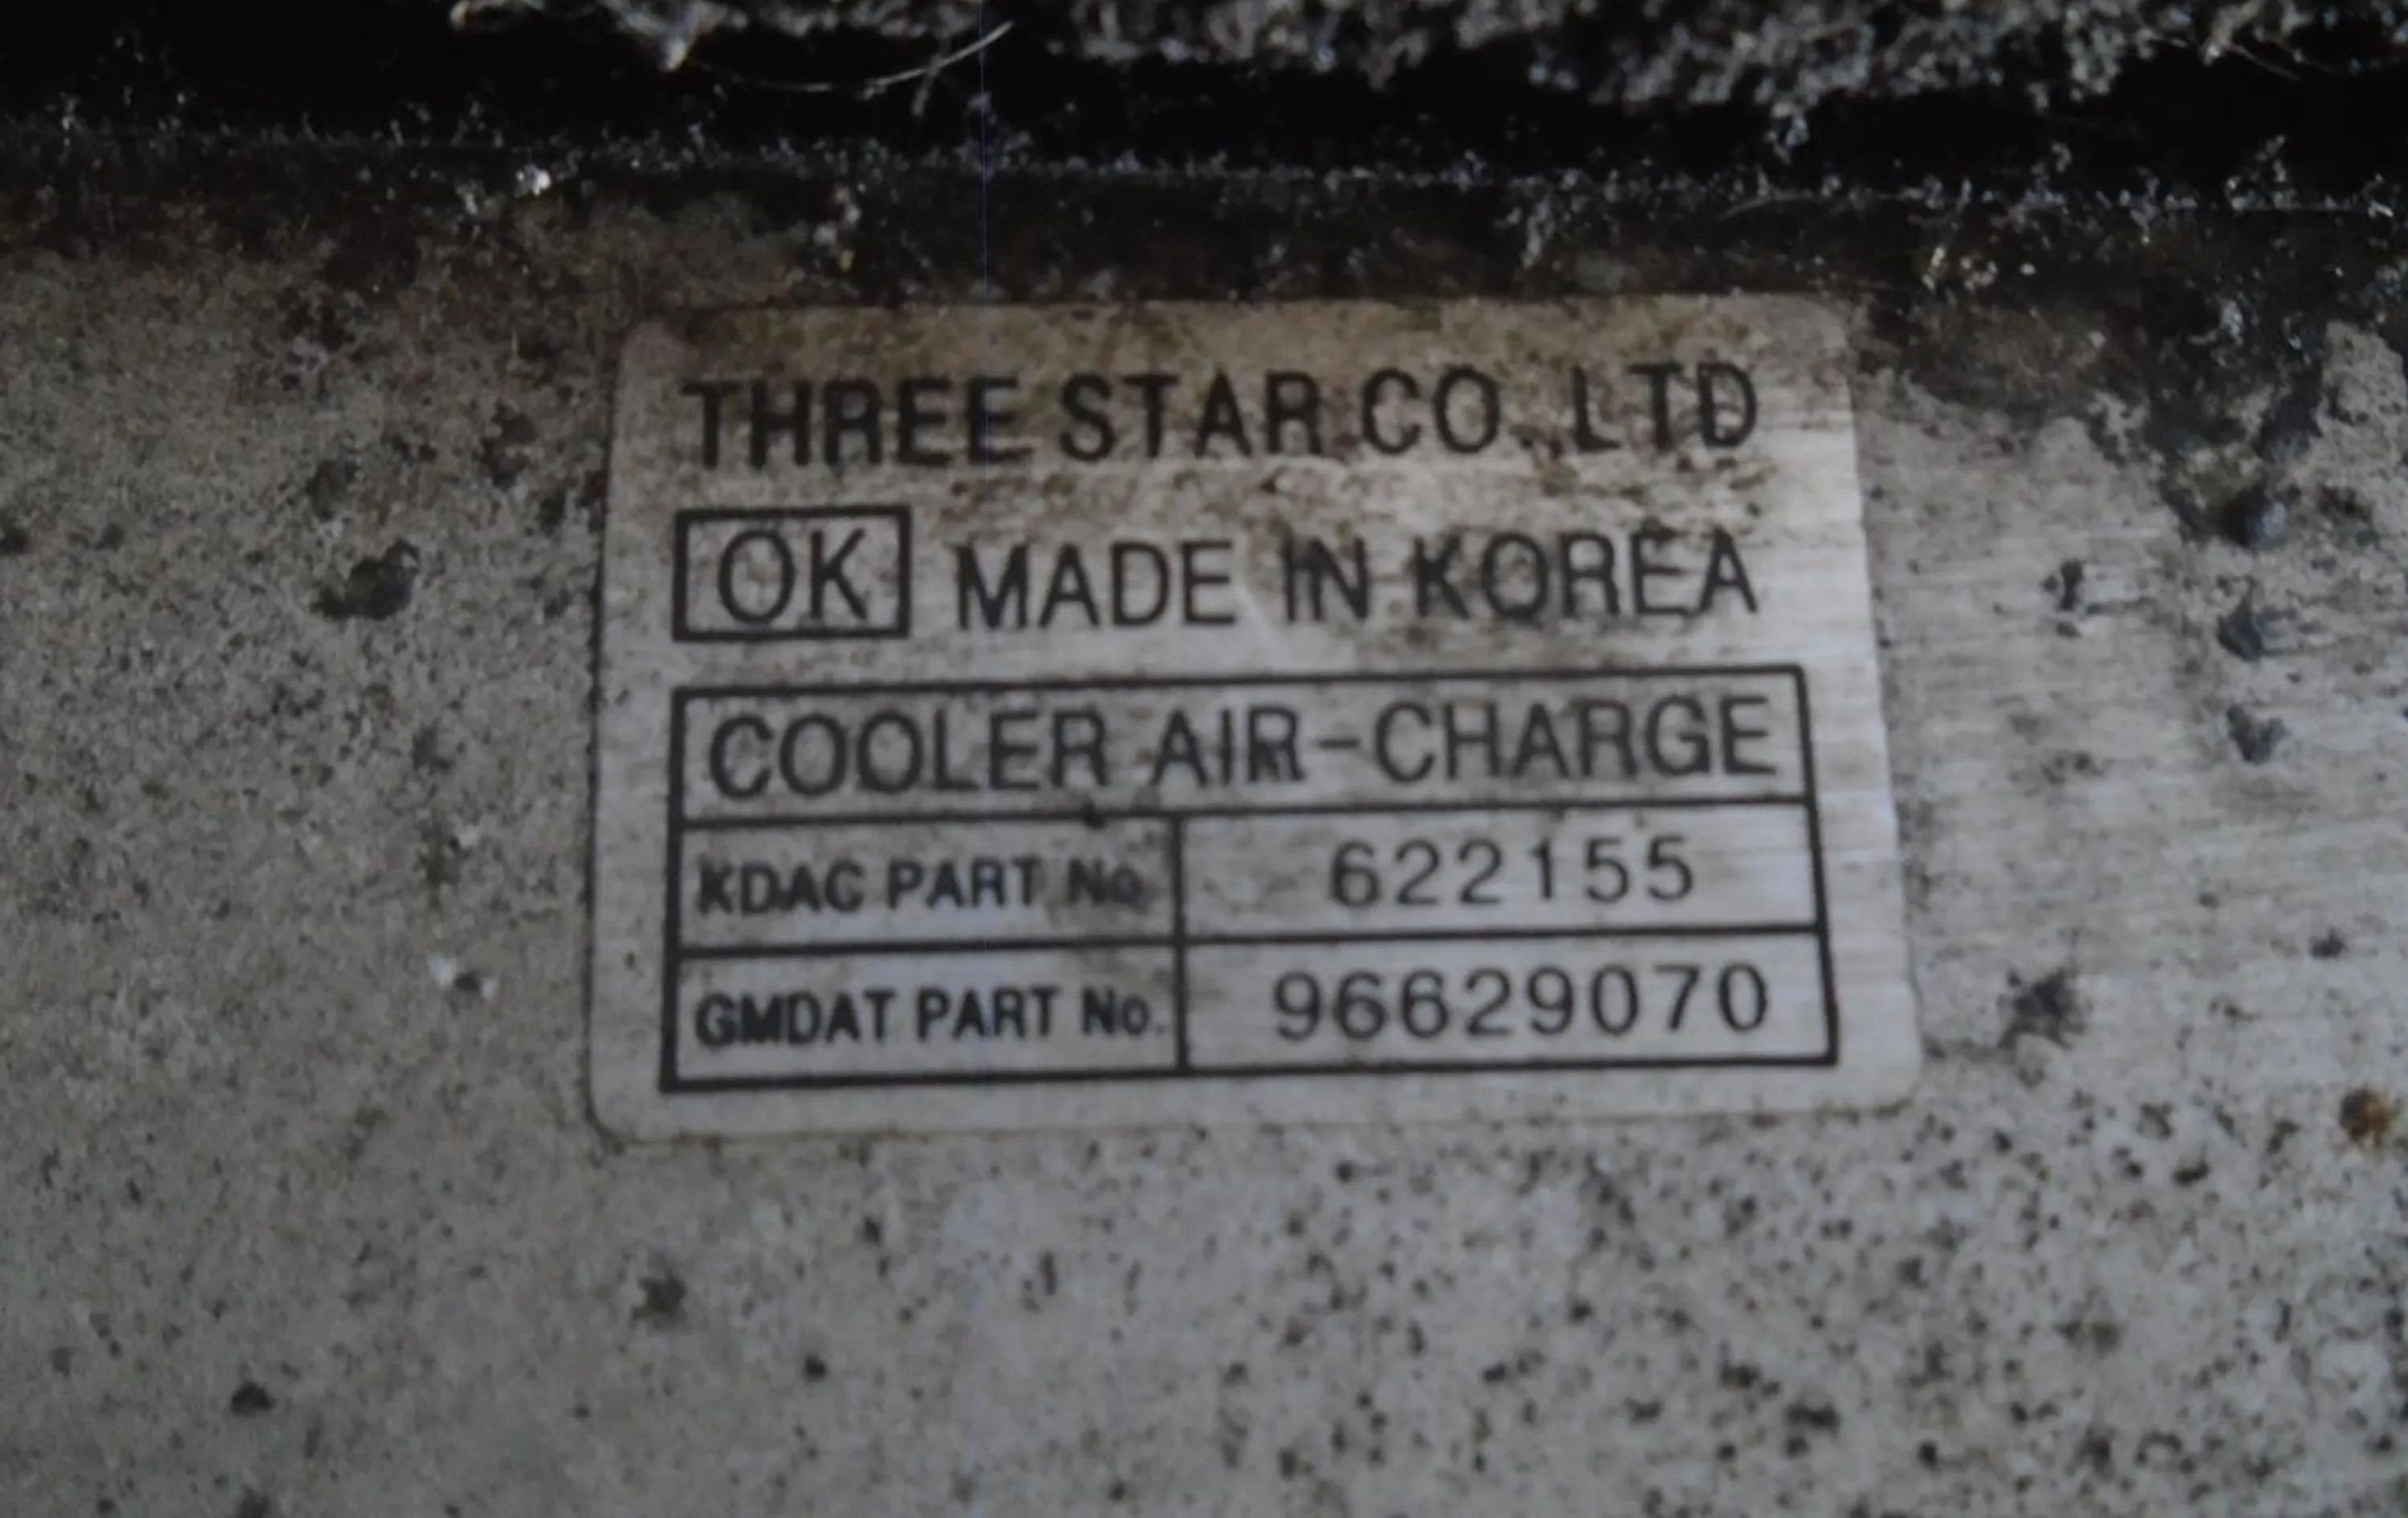 THREE STAR CO.,LTD
OK MADE IN KOREA
COOLER AIR-CHARGE
KDAC PART No. 622155
GMDAT PART No. 96629070